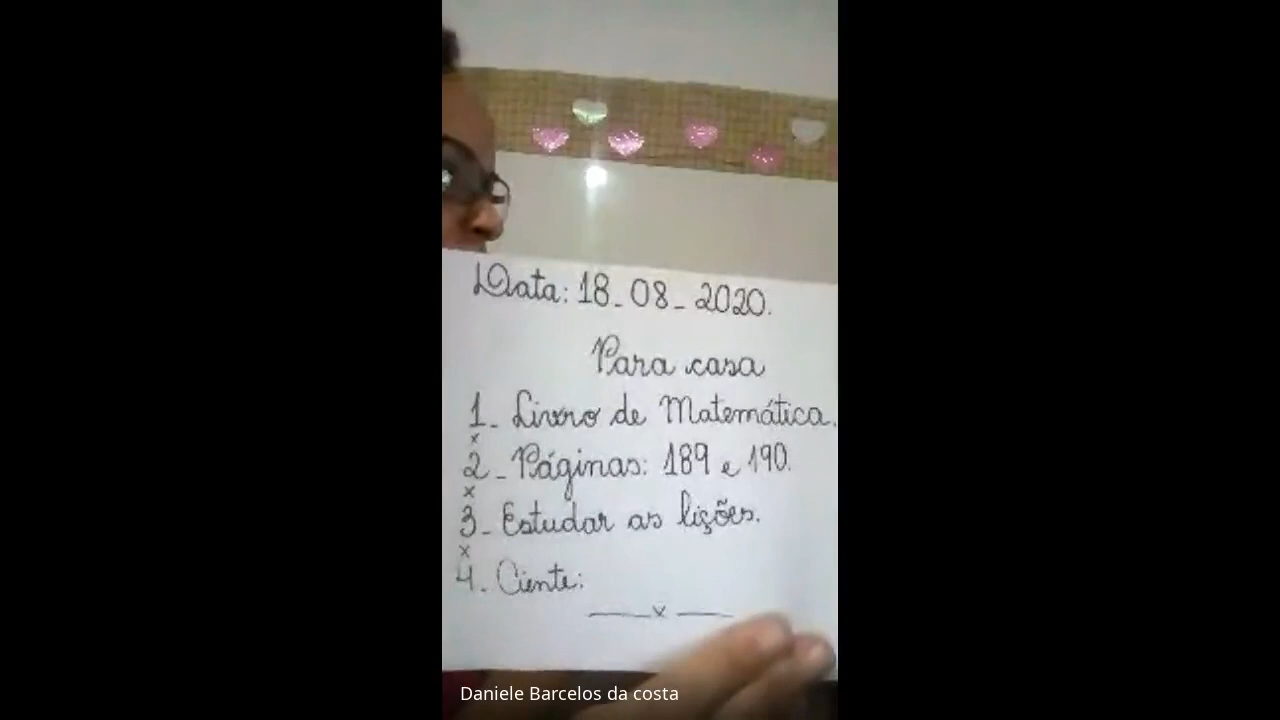 Data: 18-08-2020.
Para casa
1- Livro de Matemática.
x
2- Páginas: 189 e 190.
x
3- Estudar as lições.
x
4- Ciente:
____x____
Daniele Barcelos da costa